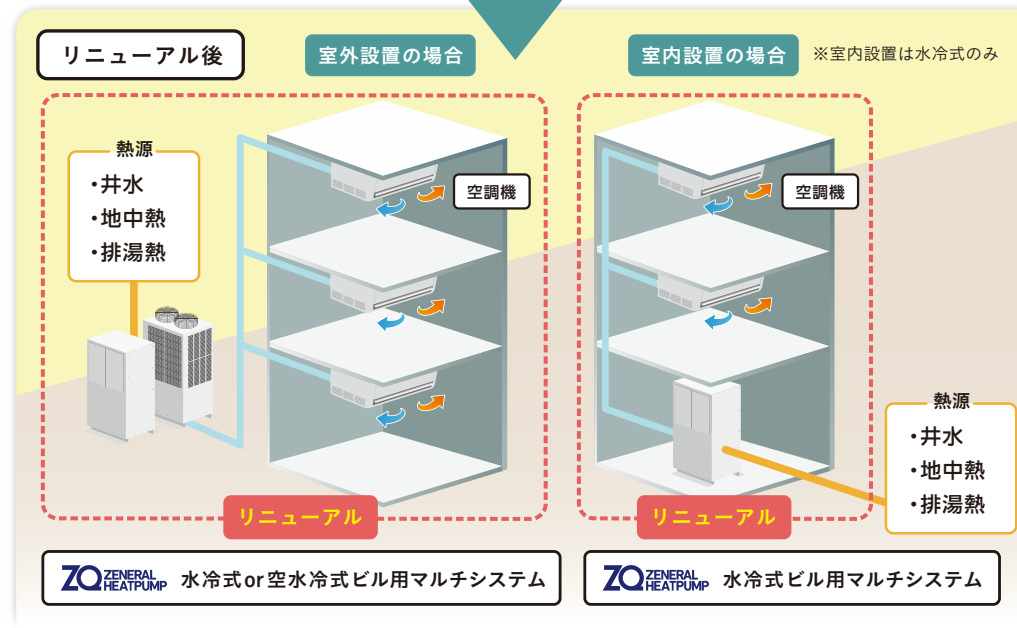 リニューアル後
室外設置の場合
室内設置の場合
※室内設置は水冷式のみ
熱源
・井水
・地中熱
・排湯熱
空調機
空調機
熱源
・井水
・地中熱
・排湯熱
リニューアル
リニューアル
ZQ ZENERAL HEATPUMP 水冷式or空水冷式ビル用マルチシステム
ZQ ZENERAL HEATPUMP 水冷式ビル用マルチシステム